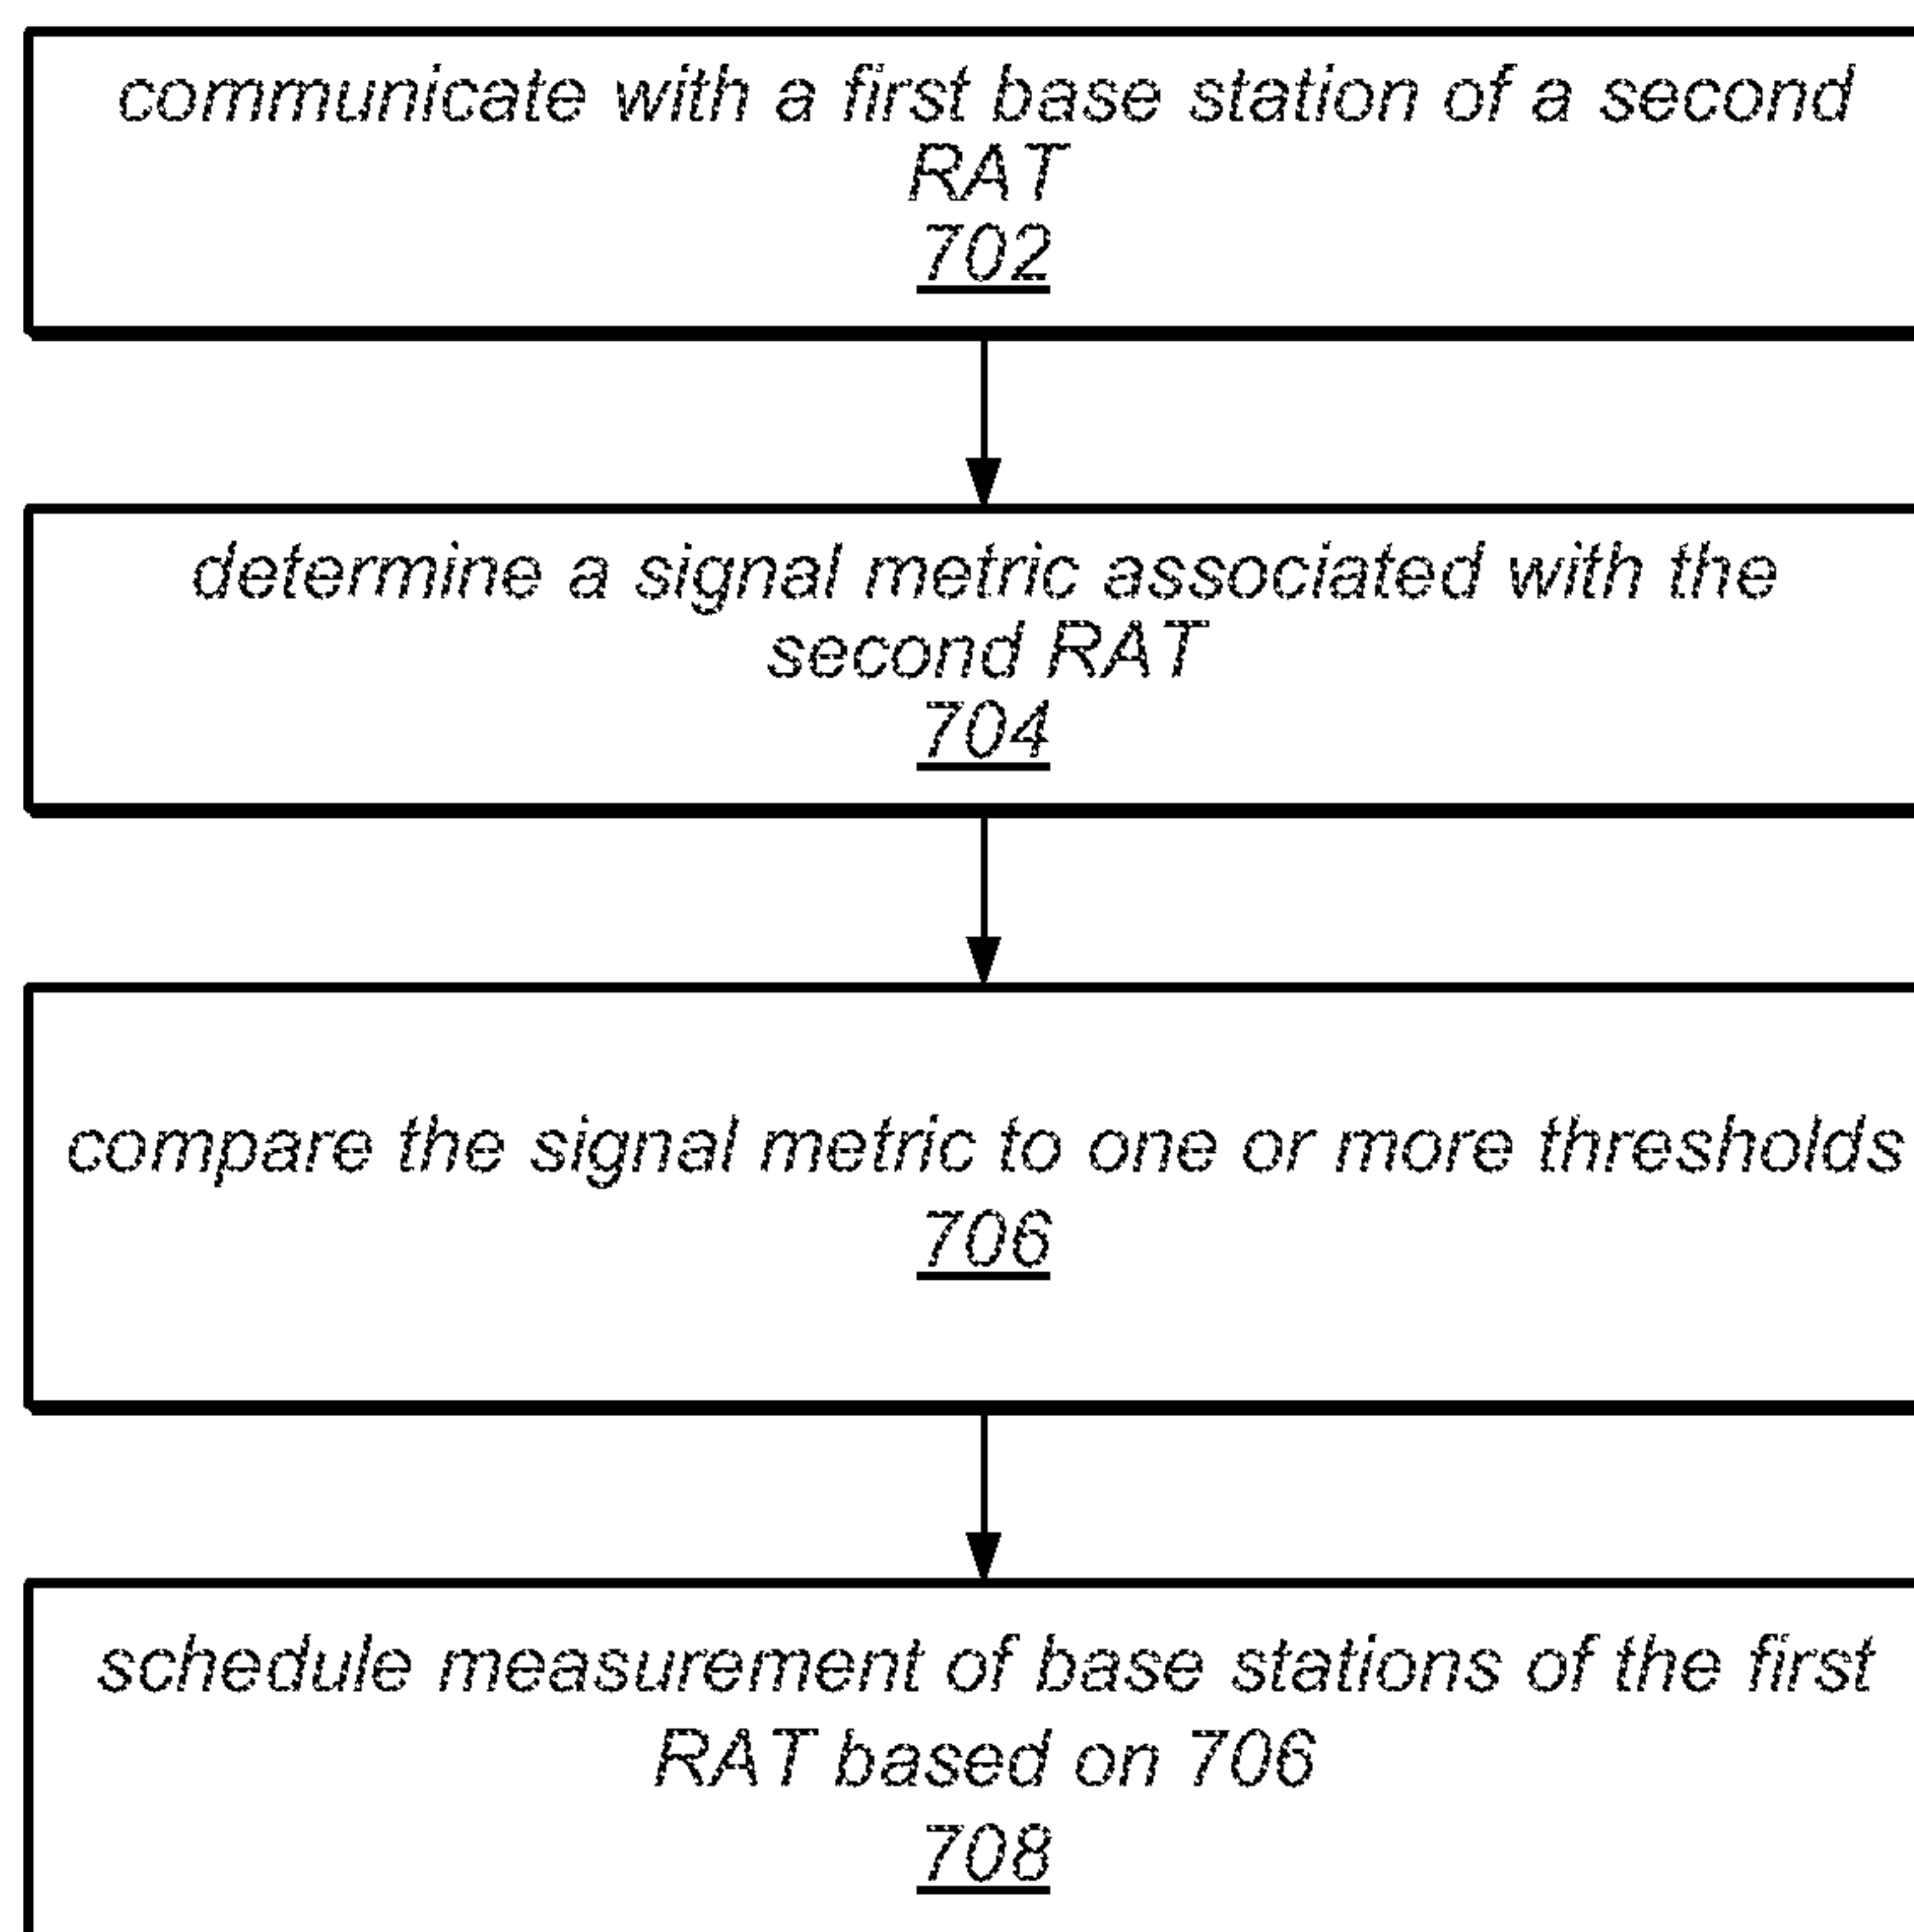 communicate with a first base station of a second
RAT
702
determine a signal metric associated with the
second RAT
704
compare the signal metric to one or more thresholds
706
schedule measurement of base stations of the first
RAT based on 706
708